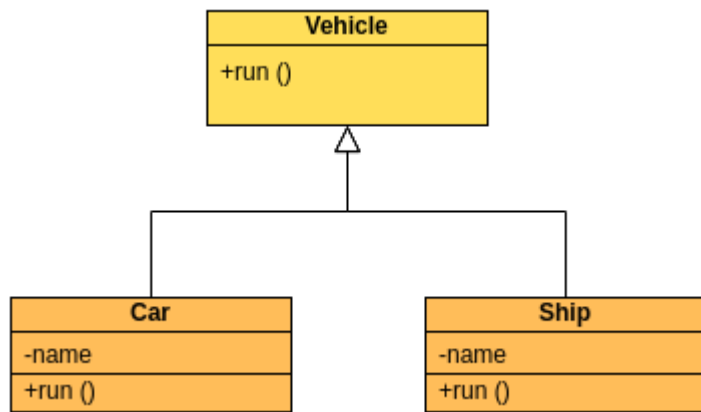 Vehicle
+run ()
Car
-name
+run ()
Ship
-name
+run ()